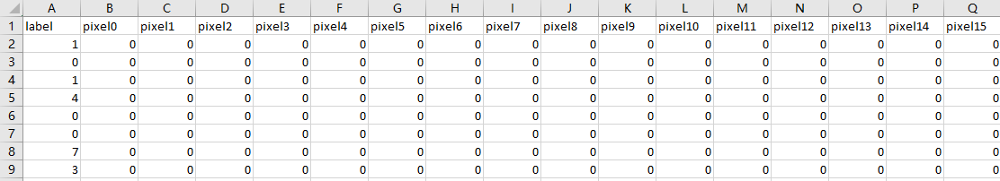 A B C D E F G H I J K L M N O P Q
1 label pixel0 pixel1 pixel2 pixel3 pixel4 pixel5 pixel6 pixel7 pixel8 pixel9 pixel10 pixel11 pixel12 pixel13 pixel14 pixel15
2 1 0 0 0 0 0 0 0 0 0 0 0 0 0 0 0 0
3 0 0 0 0 0 0 0 0 0 0 0 0 0 0 0 0 0
4 1 0 0 0 0 0 0 0 0 0 0 0 0 0 0 0 0
5 4 0 0 0 0 0 0 0 0 0 0 0 0 0 0 0 0
6 0 0 0 0 0 0 0 0 0 0 0 0 0 0 0 0 0
7 0 0 0 0 0 0 0 0 0 0 0 0 0 0 0 0 0
8 7 0 0 0 0 0 0 0 0 0 0 0 0 0 0 0 0
9 3 0 0 0 0 0 0 0 0 0 0 0 0 0 0 0 0